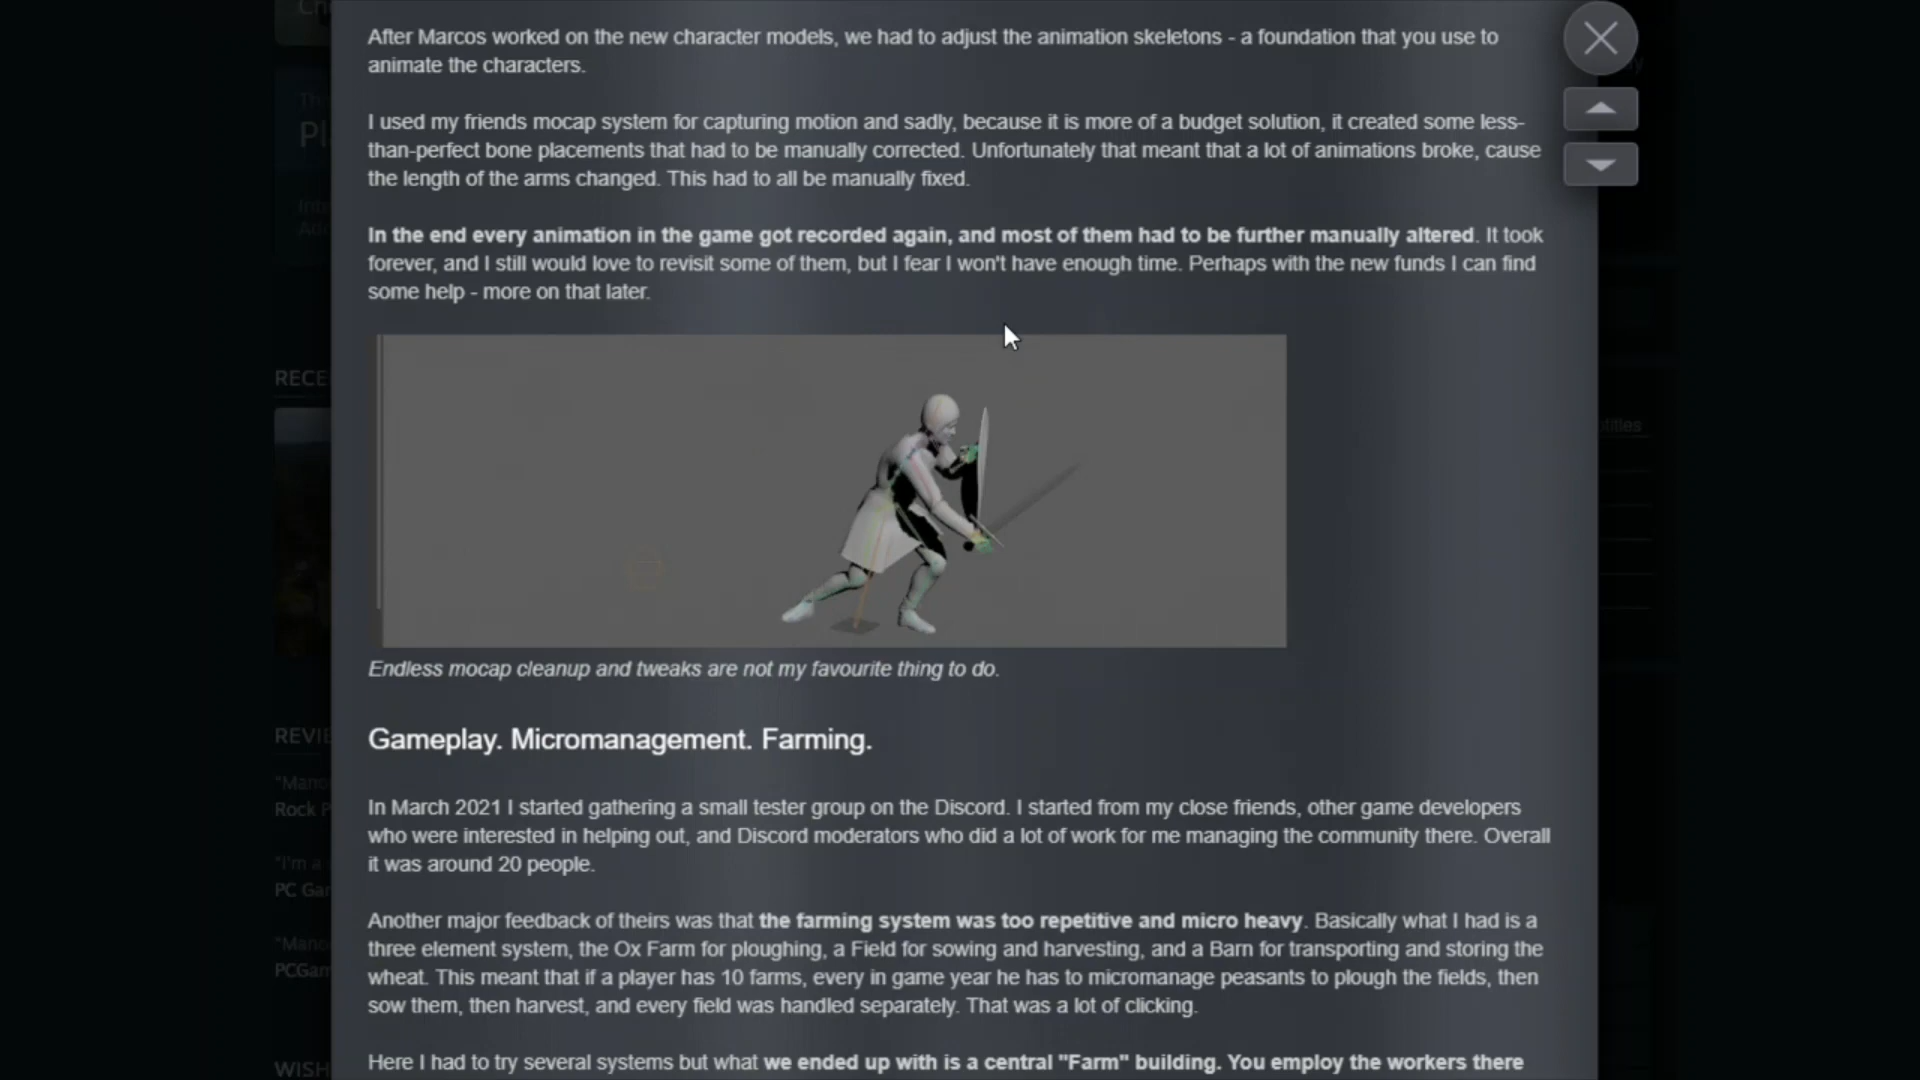 After Marcos worked on the new character models, we had to adjust the animation skeletons - a foundation that you use to
animate the characters.
I used my friends mocap system for capturing motion and sadly, because it is more of a budget solution, it created some less-
than-perfect bone placements that had to be manually corrected. Unfortunately that meant that a lot of animations broke, cause
the length of the arms changed. This had to all be manually fixed.
In the end every animation in the game got recorded again, and most of them had to be further manually altered. It took
forever, and I still would love to revisit some of them, but I fear I won't have enough time. Perhaps with the new funds I can find
some help - more on that later.
RECE
Endless mocap cleanup and tweaks are not my favourite thing to do.
REVIE
Gameplay. Micromanagement. Farming.
"Mano
Rock P
In March 2021 I started gathering a small tester group on the Discord. I started from my close friends, other game developers
who were interested in helping out, and Discord moderators who did a lot of work for me managing the community there. Overall
it was around 20 people.
"I'm a
PC Gar
Another major feedback of theirs was that the farming system was too repetitive and micro heavy. Basically what I had is a
three element system, the Ox Farm for ploughing, a Field for sowing and harvesting, and a Barn for transporting and storing the
wheat. This meant that if a player has 10 farms, every in game year he has to micromanage peasants to plough the fields, then
sow them, then harvest, and every field was handled separately. That was a lot of clicking.
"Mano
PCGam
Here I had to try several systems but what we ended up with is a central "Farm" building. You employ the workers there
WISH